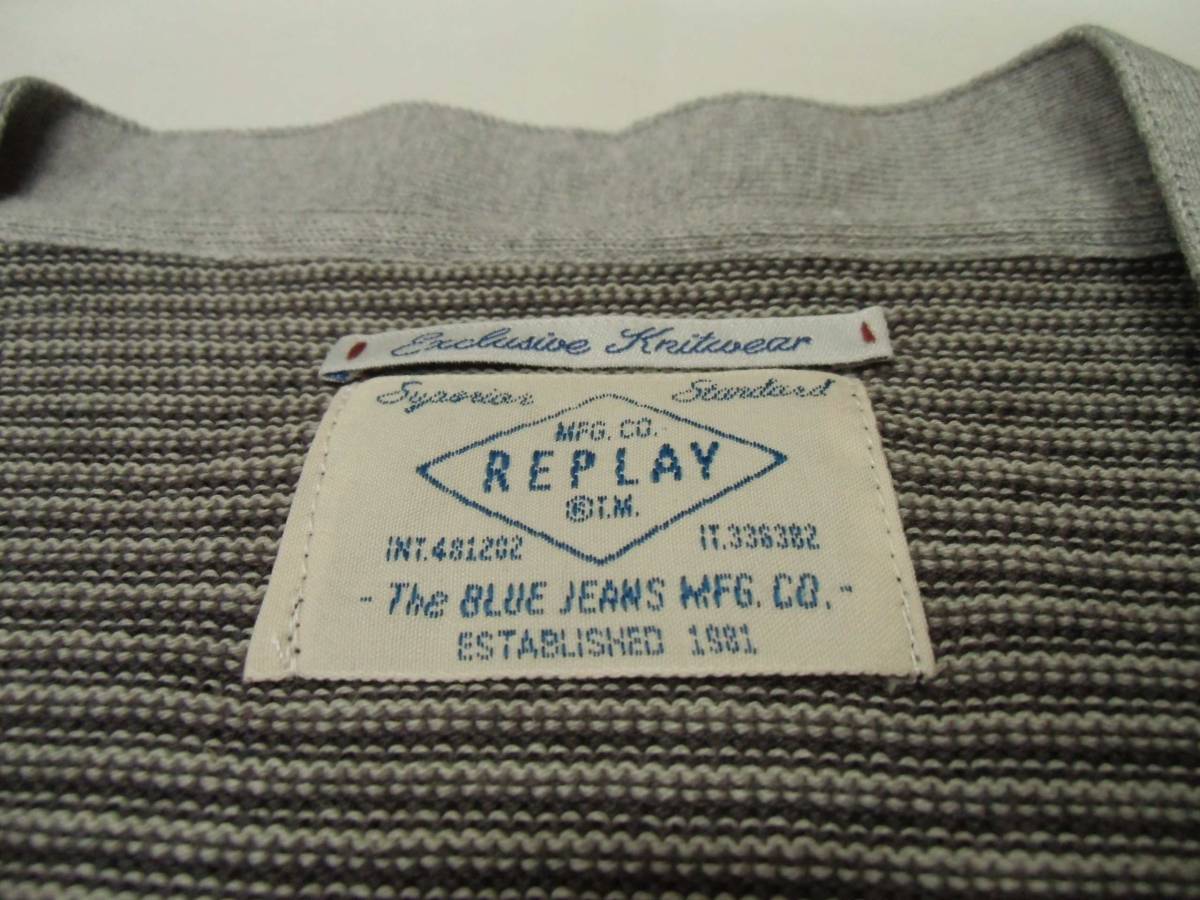 Exclusive Knitwear
Superior Standard
MFG. CO.
REPLAY
®T.M.
INT.481202 IT.336382
- The BLUE JEANS MFG. CO. -
ESTABLISHED 1981